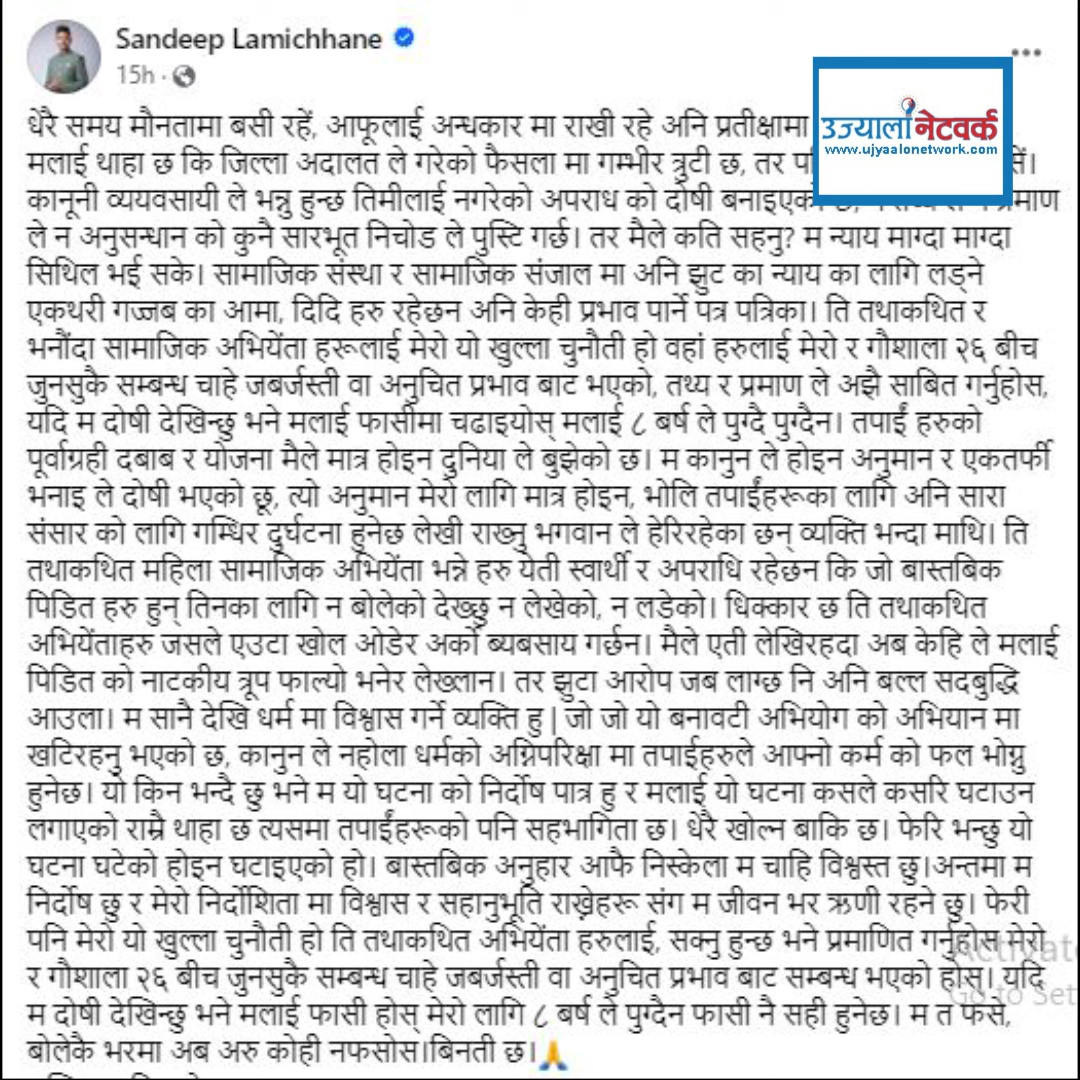 Sandeep Lamichhane
15h
धेरै समय मौनतामा बसी रहें, आफूलाई अन्धकार मा राखी रहे अनि प्रतीक्षामा
उज्यालो नेटवर्क
www.ujyaalonetwork.com
मलाई थाहा छ कि जिल्ला अदालत ले गरेको फैसला मा गम्भीर त्रुटी छ, तर
कानूनी व्ययवसायी ले भन्नु हुन्छ तिमीलाई नगरेको अपराध को दोषी बनाइएको
ले न अनुसन्धान को कुनै सारभूत निचोड ले पुस्टि गर्छ। तर मैले कति सहनु? म न्याय माग्दा माग्दा
सिथिल भई सके। सामाजिक संस्था र सामाजिक संजाल मा अनि झुट का न्याय का लागि लड्ने
एकथरी गज्जब का आमा, दिदि हरु रहेछन अनि केही प्रभाव पार्ने पत्र पत्रिका। ति तथाकथित र
भनौंदा सामाजिक अभियेंता हरूलाई मेरो यो खुल्ला चुनौती हो वहां हरुलाई मेरो र गौशाला २६ बीच
जुनसुकै सम्बन्ध चाहे जबर्जस्ती वा अनुचित प्रभाव बाट भएको, तथ्य र प्रमाण ले अझै साबित गर्नुहोस,
यदि म दोषी देखिन्छु भने मलाई फासीमा चढाइयोस् मलाई ८ बर्ष ले पुग्दै पुग्दैन। तपाईं हरुको
पूर्वाग्रही दबाब र योजना मैले मात्र होइन दुनिया ले बुझेको छ। म कानुन ले होइन अनुमान र एकतर्फी
भनाइ ले दोषी भएको छू, त्यो अनुमान मेरो लागि मात्र होइन, भोलि तपाईंहरूका लागि अनि सारा
संसार को लागि गम्धिर दुर्घटना हुनेछ लेखी राख्नु भगवान ले हेरिरहेका छन् व्यक्ति भन्दा माथि। ति
तथाकथित महिला सामाजिक अभियेंता भन्ने हरु येती स्वार्थी र अपराधि रहेछन कि जो बास्तबिक
पिडित हरु हुन् तिनका लागि न बोलेको देख्छु न लेखेको, न लडेको। धिक्कार छ ति तथाकथित
अभियेंताहरु जसले एउटा खोल ओडेर अर्को ब्यबसाय गर्छन। मैले एती लेखिरहदा अब केहि ले मलाई
पिडित को नाटकीय त्रूप फाल्यो भनेर लेख्लान। तर झुटा आरोप जब लाग्छ नि अनि बल्ल सदबुद्धि
आउला। म सानै देखि धर्म मा विश्वास गर्ने व्यक्ति हु | जो जो यो बनावटी अभियोग को अभियान मा
खटिरहनु भएको छ, कानुन ले नहोला धर्मको अग्निपरिक्षा मा तपाईहरुले आफ्नो कर्म को फल भोग्नु
हुनेछ। यो किन भन्दै छु भने म यो घटना को निर्दोष पात्र हु र मलाई यो घटना कसले कसरि घटाउन
लगाएको राम्रै थाहा छ त्यसमा तपाईंहरूको पनि सहभागिता छ। धेरै खोल्न बाकि छ। फेरि भन्छु यो
घटना घटेको होइन घटाइएको हो। बास्तबिक अनुहार आफै निस्केला म चाहि विश्वस्त छु।अन्तमा म
निर्दोष छु र मेरो निर्दोशिता मा विश्वास र सहानुभूति राख्नेहरू संग म जीवन भर ऋणी रहने छु। फेरी
पनि मेरो यो खुल्ला चुनौती हो ति तथाकथित अभियेंता हरुलाई, सक्नु हुन्छ भने प्रमाणित गर्नुहोस मेरो
र गौशाला २६ बीच जुनसुकै सम्बन्ध चाहे जबर्जस्ती वा अनुचित प्रभाव बाट सम्बन्ध भएको होस्। यदि
म दोषी देखिन्छु भने मलाई फासी होस् मेरो लागि ८ बर्ष ले पुग्दैन फासी नै सही हुनेछ। म त फसे,
बोलेकै भरमा अब अरु कोही नफसोस।बिनती छ।🙏